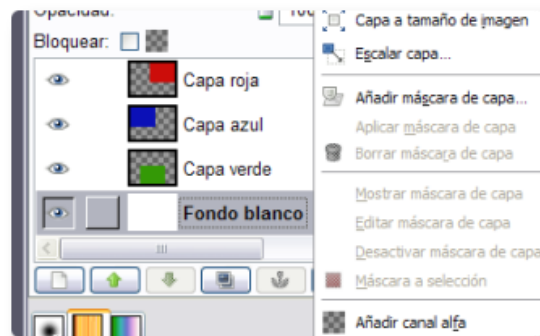 Opacidad:
Bloquear:
Capa roja
Capa azul
Capa verde
Fondo blanco
Capa a tamaño de imagen
Escalar capa...
Añadir máscara de capa...
Aplicar máscara de capa
Borrar máscara de capa
Mostrar máscara de capa
Editar máscara de capa
Desactivar máscara de capa
Máscara a selección
Añadir canal alfa